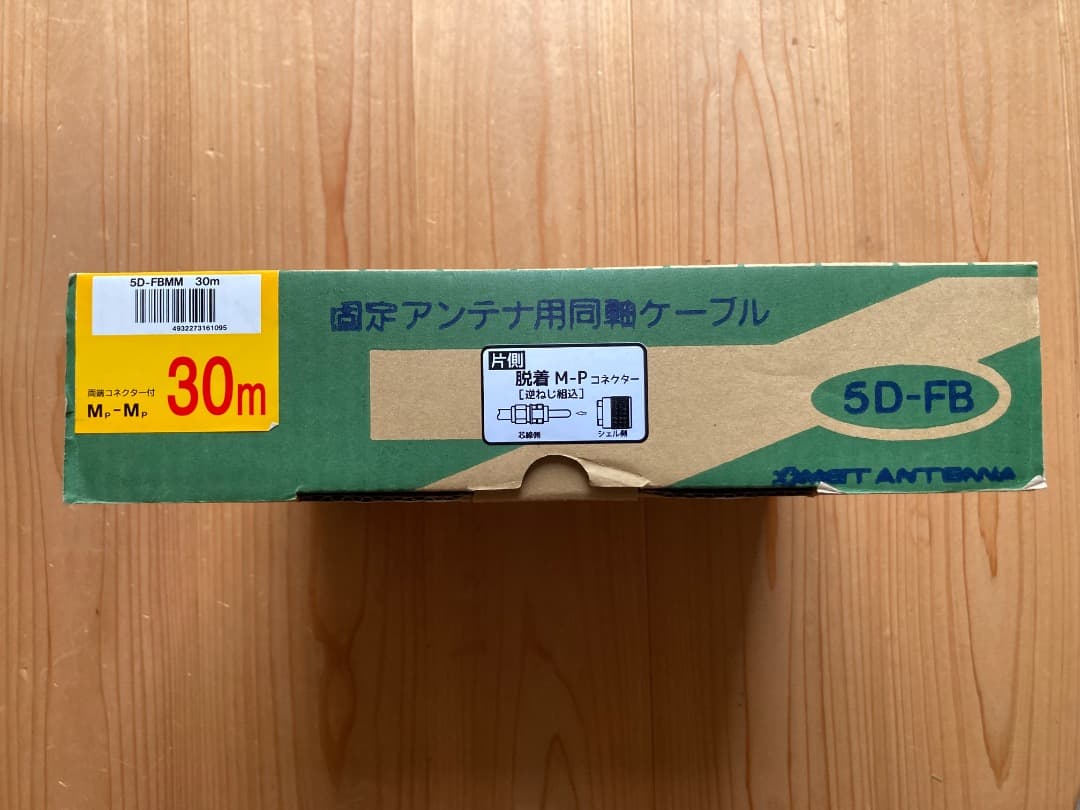 5D-FBMM 30m
4932273161095
両端コネクター付
MP-MP
30m
固定アンテナ用同軸ケーブル
片側
脱着 M-P コネクター
[逆ねじ組込]
芯線側
シェル側
5D-FB
ANTENNA